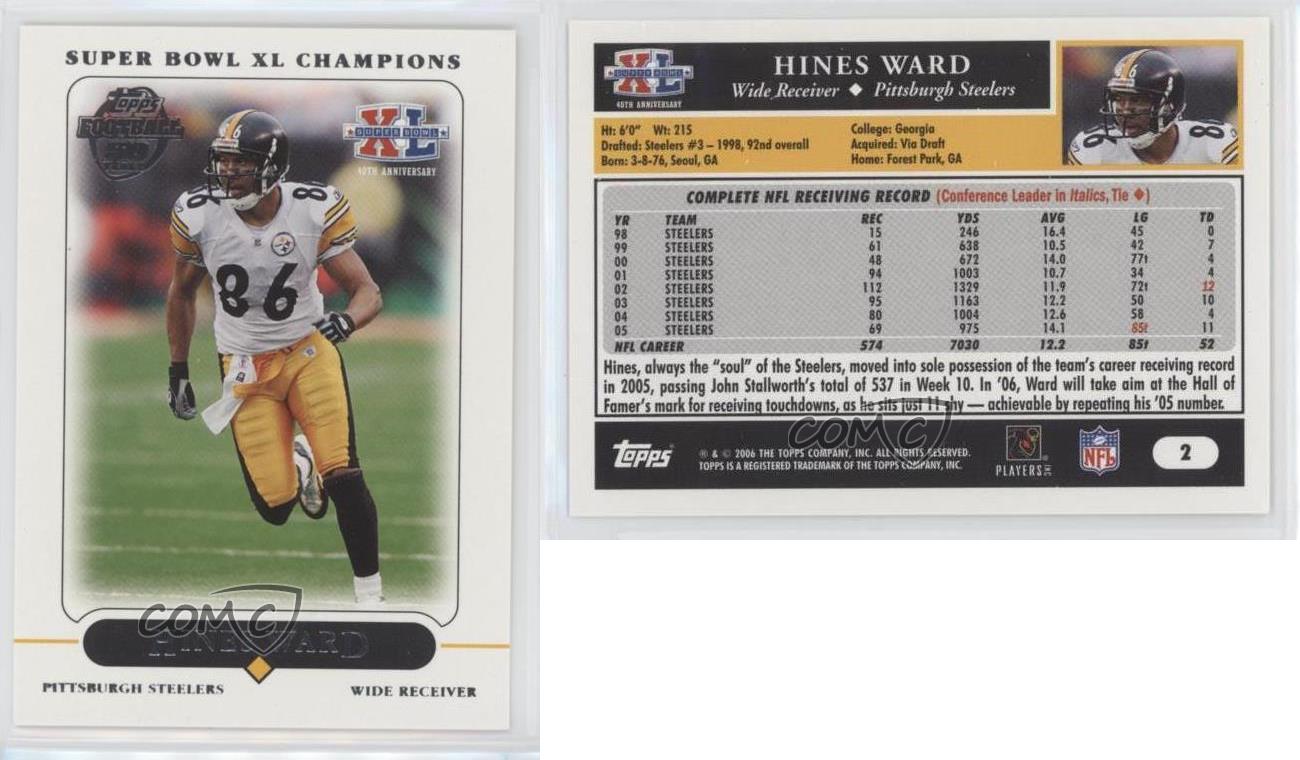 SUPER BOWL XL CHAMPIONS
Topps
FOOTBALL
XL
SUPER BOWL
40TH ANNIVERSARY
86
86
86
COMC
HINES WARD
PITTSBURGH STEELERS
WIDE RECEIVER
XL
SUPER BOWL
40TH ANNIVERSARY
HINES WARD
Wide Receiver ◆ Pittsburgh Steelers
Ht: 6'0" Wt: 215
Drafted: Steelers #3 – 1998, 92nd overall
Born: 3-8-76, Seoul, GA
College: Georgia
Acquired: Via Draft
Home: Forest Park, GA
86
COMPLETE NFL RECEIVING RECORD (Conference Leader in Italics, Tie ◆)
YR TEAM REC YDS AVG LG TD
98 STEELERS 15 246 16.4 45 0
99 STEELERS 61 638 10.5 42 7
00 STEELERS 48 672 14.0 77t 4
01 STEELERS 94 1003 10.7 34 4
02 STEELERS 112 1329 11.9 72t 12
03 STEELERS 95 1163 12.2 50 10
04 STEELERS 80 1004 12.6 58 4
05 STEELERS 69 975 14.1 85t 11
NFL CAREER 574 7030 12.2 85t 52
Hines, always the "soul" of the Steelers, moved into sole possession of the team's career receiving record
in 2005, passing John Stallworth's total of 537 in Week 10. In '06, Ward will take aim at the Hall of
Famer's mark for receiving touchdowns, as he sits just 11 shy — achievable by repeating his '05 number.
COMC
Topps
® & © 2006 THE TOPPS COMPANY, INC. ALL RIGHTS RESERVED.
TOPPS IS A REGISTERED TRADEMARK OF THE TOPPS COMPANY, INC.
PLAYERS INC
NFL
2